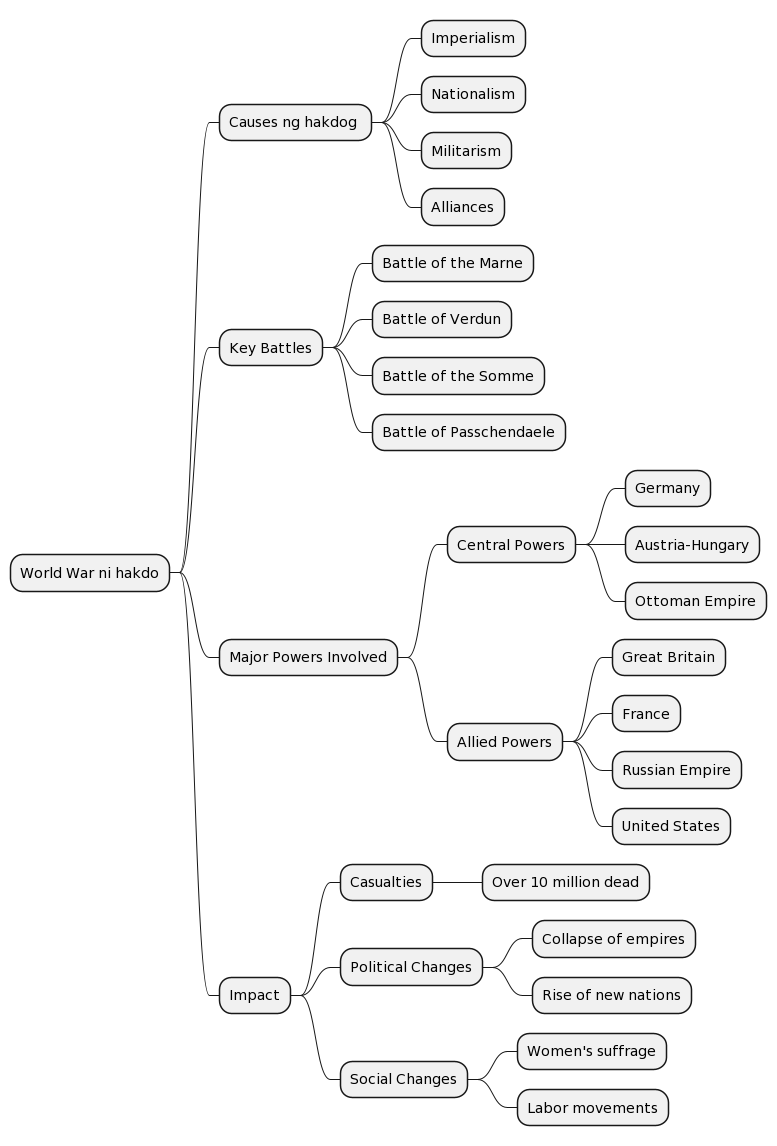 World War ni hakdo
Causes ng hakdog
Imperialism
Nationalism
Militarism
Alliances
Key Battles
Battle of the Marne
Battle of Verdun
Battle of the Somme
Battle of Passchendaele
Major Powers Involved
Central Powers
Germany
Austria-Hungary
Ottoman Empire
Allied Powers
Great Britain
France
Russian Empire
United States
Impact
Casualties
Over 10 million dead
Political Changes
Collapse of empires
Rise of new nations
Social Changes
Women's suffrage
Labor movements